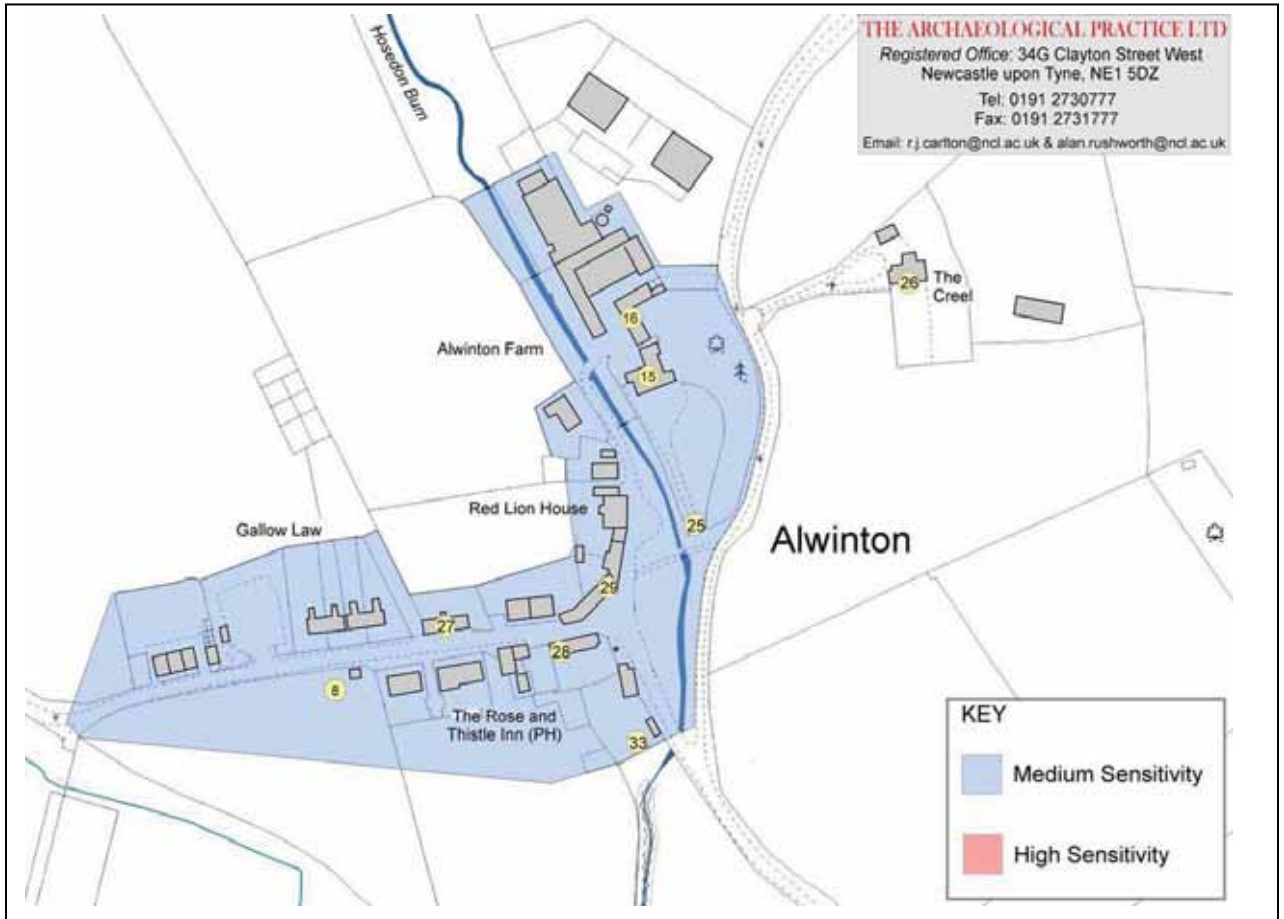 THE ARCHAEOLOGICAL PRACTICE LTD
Registered Office: 34G Clayton Street West
Newcastle upon Tyne, NE1 5DZ
Tel: 0191 2730777
Fax: 0191 2731777
Email: r.j.carlton@ncl.ac.uk & alan.rushworth@ncl.ac.uk
Hosedon Burn
26
The
Creel
16
Alwinton Farm
15
Red Lion House
25
Alwinton
Gallow Law
29
27
28
8
The Rose and
Thistle Inn (PH)
33
KEY
Medium Sensitivity
High Sensitivity